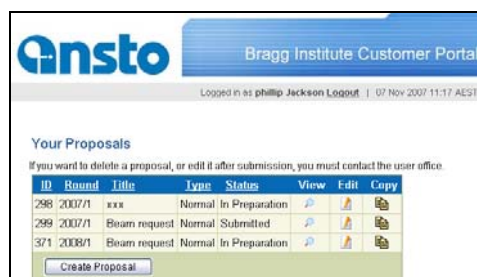 ansto
Bragg Institute Customer Portal
Logged in as phillip Jackson Logout | 07 Nov 2007 11:17 AEST
Your Proposals
If you want to delete a proposal, or edit it after submission, you must contact the user office.
ID Round Title Type Status View Edit Copy
298 2007/1 xxx Normal In Preparation
299 2007/1 Beam request Normal Submitted
371 2008/1 Beam request Normal In Preparation
Create Proposal